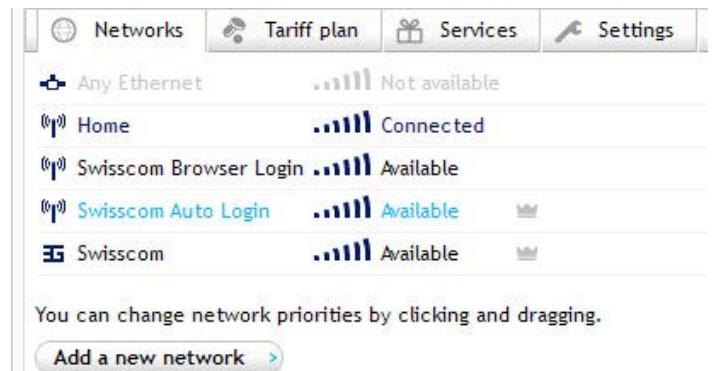 Networks Tariff plan Services Settings
Any Ethernet Not available
Home Connected
Swisscom Browser Login Available
Swisscom Auto Login Available
3G Swisscom Available
You can change network priorities by clicking and dragging.
Add a new network >